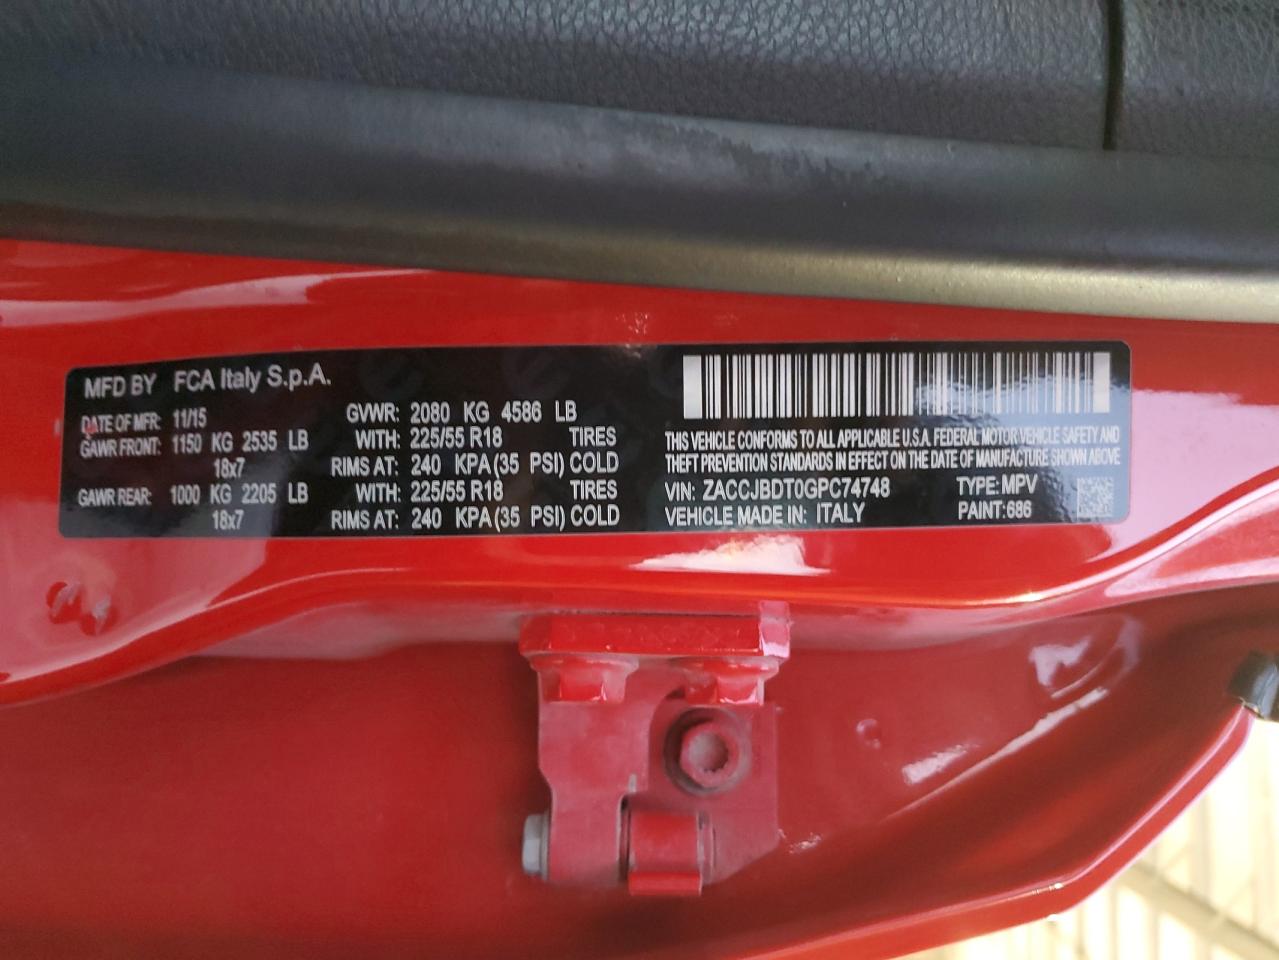 MFD BY FCA Italy S.p.A.
DATE OF MFR: 11/15 GVWR: 2080 KG 4586 LB
GAWR FRONT: 1150 KG 2535 LB WITH: 225/55 R18 TIRES
18x7 RIMS AT: 240 KPA(35 PSI) COLD
GAWR REAR: 1000 KG 2205 LB WITH: 225/55 R18 TIRES
18x7 RIMS AT: 240 KPA(35 PSI) COLD
THIS VEHICLE CONFORMS TO ALL APPLICABLE U.S.A. FEDERAL MOTOR VEHICLE SAFETY AND
THEFT PREVENTION STANDARDS IN EFFECT ON THE DATE OF MANUFACTURE SHOWN ABOVE
VIN: ZACCJBDT0GPC74748 TYPE: MPV
VEHICLE MADE IN: ITALY PAINT:686